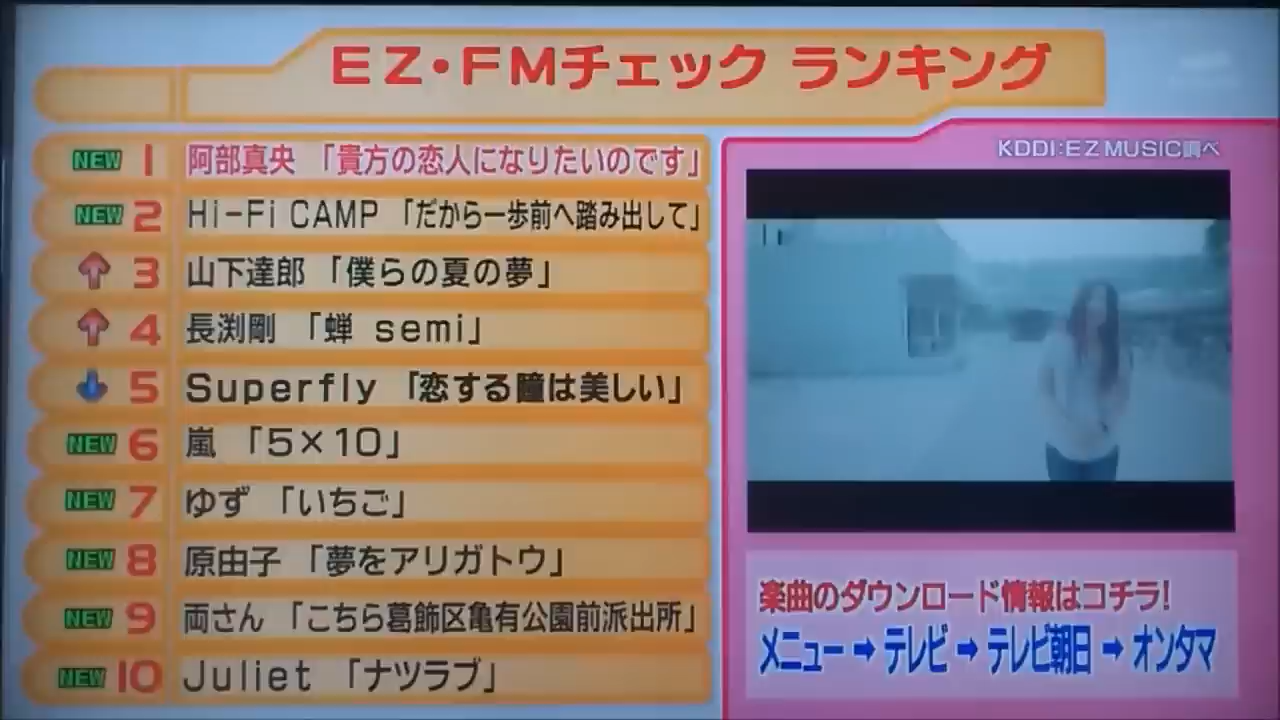 EZ・FMチェック ランキング
NEW 1 阿部真央 「貴方の恋人になりたいのです」
NEW 2 Hi-Fi CAMP 「だから一歩前へ踏み出して」
3 山下達郎 「僕らの夏の夢」
4 長渕剛 「蝉 semi」
5 Superfly 「恋する瞳は美しい」
NEW 6 嵐 「5×10」
NEW 7 ゆず 「いちご」
NEW 8 原由子 「夢をアリガトウ」
NEW 9 両さん 「こちら葛飾区亀有公園前派出所」
NEW 10 Juliet 「ナツラブ」
KDDI:EZ MUSIC調べ
楽曲のダウンロード情報はコチラ!
メニュー➡テレビ➡テレビ朝日➡オンタマ